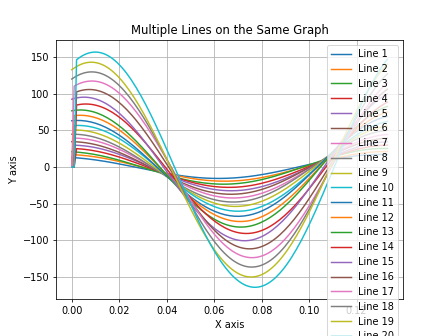 Multiple Lines on the Same Graph
Y axis
150
100
50
0
−50
−100
−150
0.00
0.02
0.04
0.06
0.08
0.10
X axis
Line 1
Line 2
Line 3
Line 4
Line 5
Line 6
Line 7
Line 8
Line 9
Line 10
Line 11
Line 12
Line 13
Line 14
Line 15
Line 16
Line 17
Line 18
Line 19
Line 20